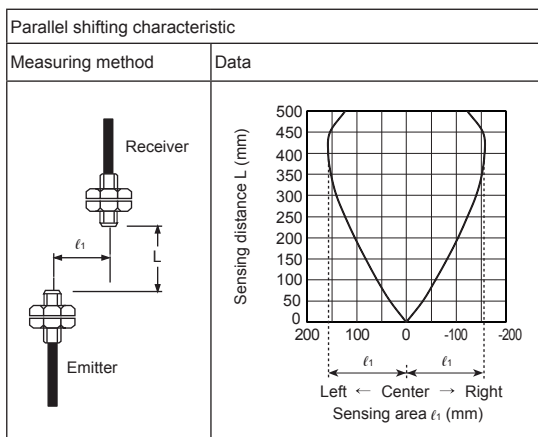 Parallel shifting characteristic
Measuring method
Data
Receiver
ℓ1
L
Emitter
Sensing distance L (mm)
500
450
400
350
300
250
200
150
100
50
0
200 100 0 -100 -200
ℓ1 ℓ1
Left ← Center → Right
Sensing area ℓ1 (mm)